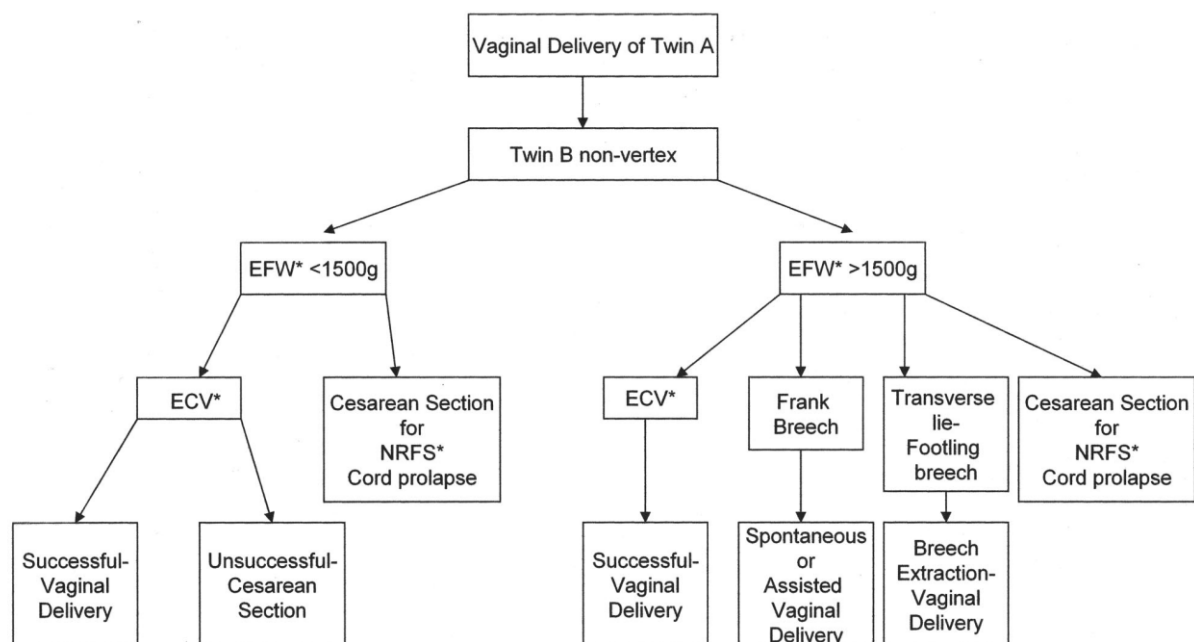 Vaginal Delivery of Twin A
Twin B non-vertex
EFW* <1500g
EFW* >1500g
ECV*
Cesarean Section
for
NRFS*
Cord prolapse
ECV*
Frank
Breech
Transverse
lie-
Footling
breech
Cesarean Section
for
NRFS*
Cord prolapse
Successful-
Vaginal
Delivery
Unsuccessful-
Cesarean
Section
Successful-
Vaginal
Delivery
Spontaneous
or
Assisted
Vaginal
Delivery
Breech
Extraction-
Vaginal
Delivery